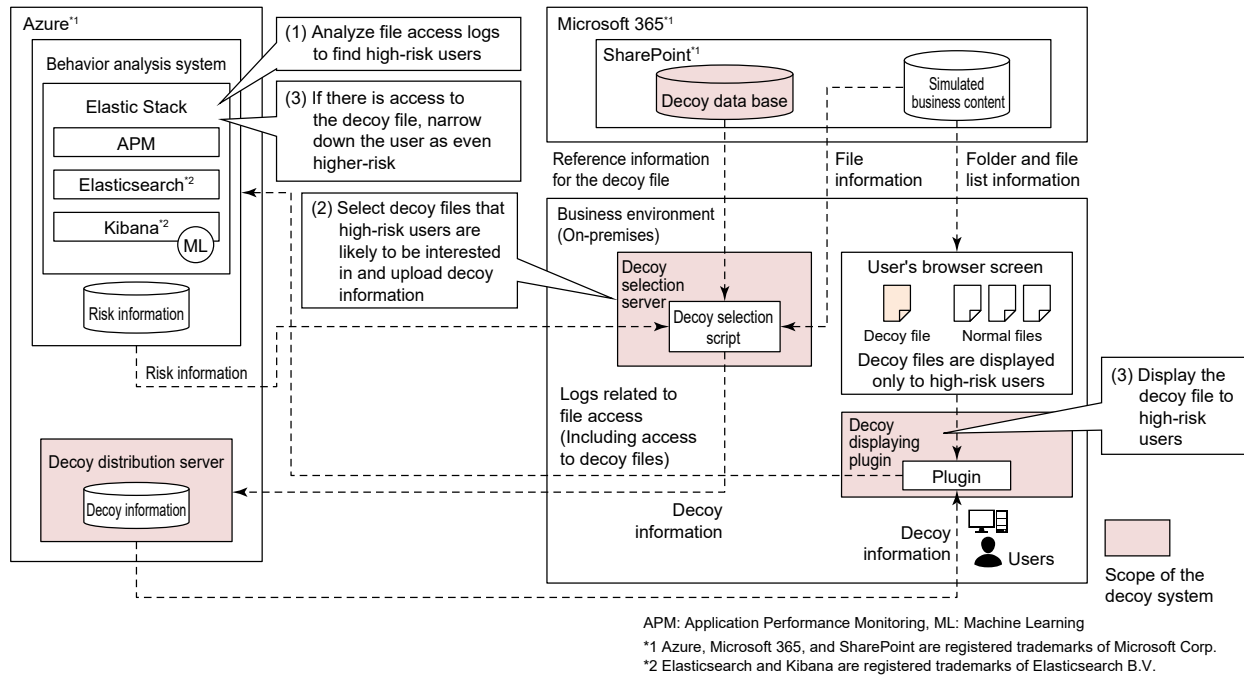 Azure*1
Behavior analysis system
Elastic Stack
APM
Elasticsearch*2
Kibana*2
ML
Risk information
(1) Analyze file access logs
to find high-risk users
(3) If there is access to
the decoy file, narrow
down the user as even
higher-risk
(2) Select decoy files that
high-risk users are
likely to be interested
in and upload decoy
information
Microsoft 365*1
SharePoint*1
Decoy data base
Simulated
business content
Reference information
for the decoy file
File
information
Folder and file
list information
Business environment
(On-premises)
Decoy
selection
server
Decoy selection
script
User's browser screen
Decoy file
Normal files
Decoy files are displayed
only to high-risk users
(3) Display the
decoy file to
high-risk
users
Risk information
Logs related to
file access
(Including access
to decoy files)
Decoy
displaying
plugin
Plugin
Decoy distribution server
Decoy information
Decoy
information
Decoy
information
Users
Scope of the
decoy system
APM: Application Performance Monitoring, ML: Machine Learning
*1 Azure, Microsoft 365, and SharePoint are registered trademarks of Microsoft Corp.
*2 Elasticsearch and Kibana are registered trademarks of Elasticsearch B.V.